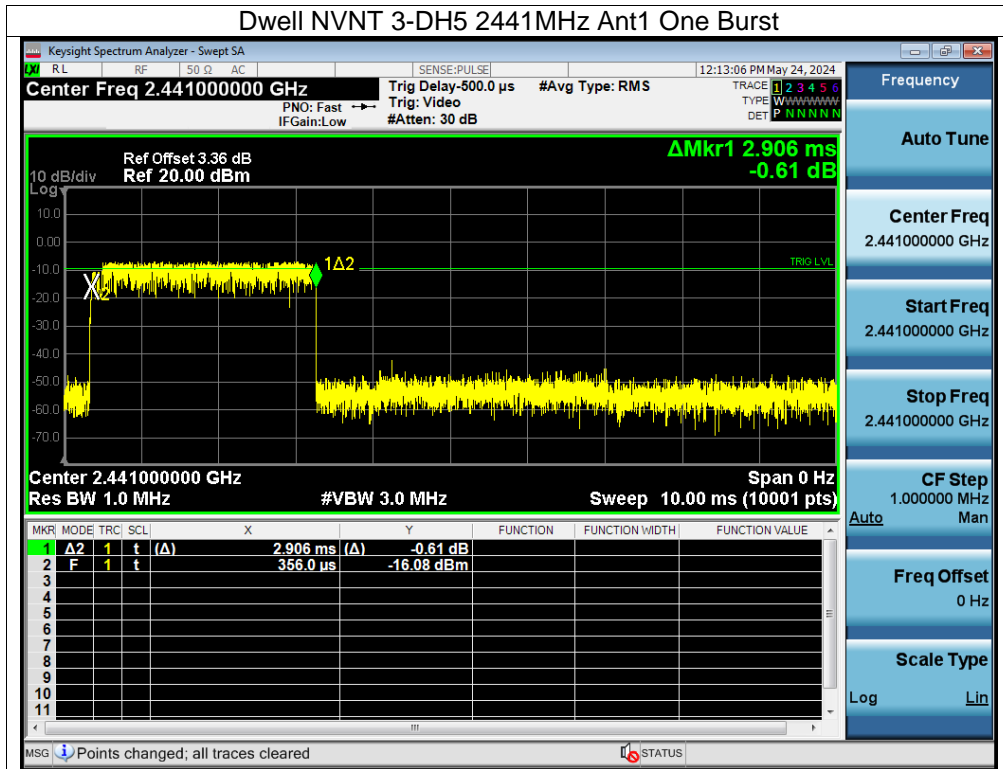 Dwell NVNT 3-DH5 2441MHz Ant1 One Burst
Keysight Spectrum Analyzer - Swept SA
LXI RL RF 50 Ω AC SENSE:PULSE 12:13:06 PM May 24, 2024
Center Freq 2.441000000 GHz Trig Delay-500.0 µs #Avg Type: RMS TRACE 1 2 3 4 5 6
PNO: Fast Trig: Video TYPE WWWWWW
IFGain:Low #Atten: 30 dB DET P N N N N N
Frequency
Auto Tune
Center Freq
2.441000000 GHz
Start Freq
2.441000000 GHz
Stop Freq
2.441000000 GHz
CF Step
1.000000 MHz
Auto Man
Freq Offset
0 Hz
Scale Type
Log Lin
ΔMkr1 2.906 ms
-0.61 dB
Ref Offset 3.36 dB
10 dB/div Ref 20.00 dBm
Log
10.0
0.00
-10.0
-20.0
-30.0
-40.0
-50.0
-60.0
-70.0
1Δ2
TRIG LVL
X2
Center 2.441000000 GHz Span 0 Hz
Res BW 1.0 MHz #VBW 3.0 MHz Sweep 10.00 ms (10001 pts)
MKR MODE TRC SCL X Y FUNCTION FUNCTION WIDTH FUNCTION VALUE
1 Δ2 1 t (Δ) 2.906 ms (Δ) -0.61 dB
2 F 1 t 356.0 µs -16.08 dBm
3
4
5
6
7
8
9
10
11
MSG Points changed; all traces cleared STATUS